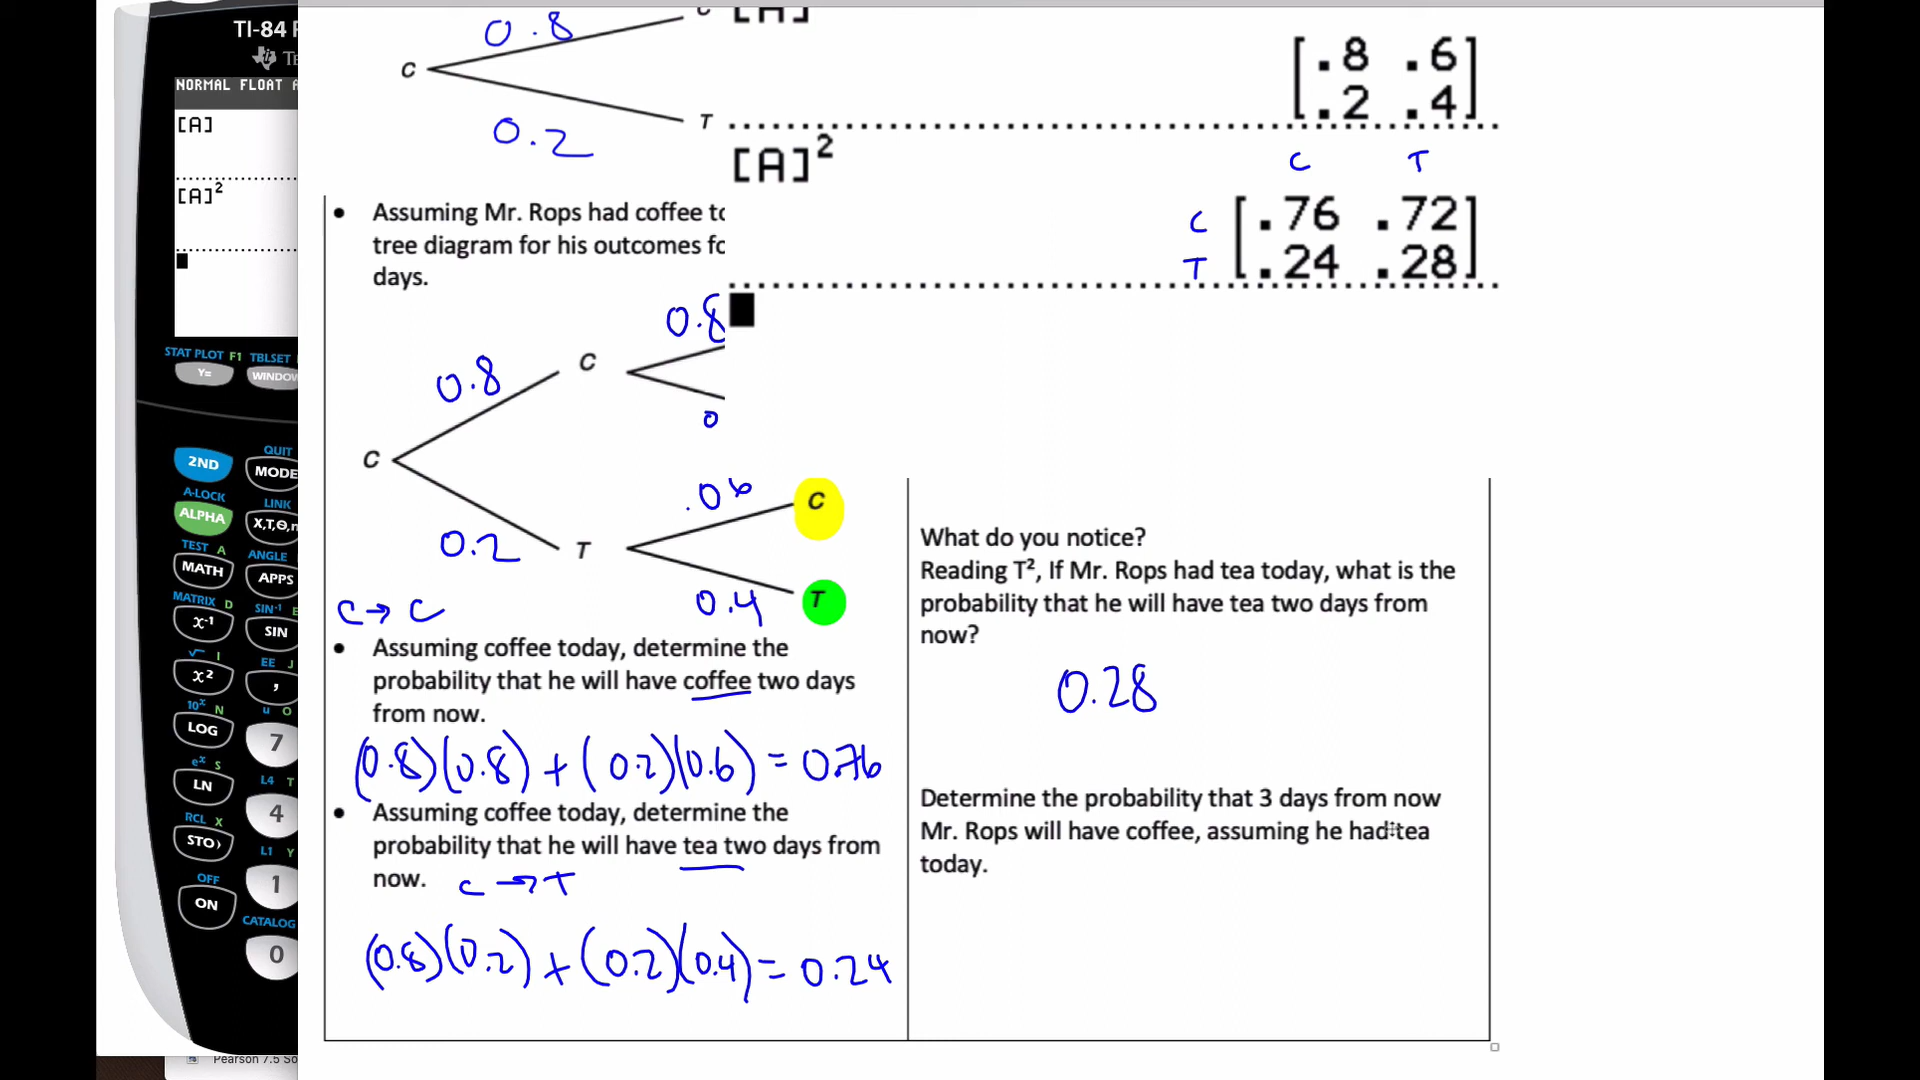 TI-84
NORMAL FLOAT
[A]
[A]²
STAT PLOT F1 TBLSET
Y= WINDOW
QUIT
2ND MODE
A-LOCK LINK
ALPHA X,T,Θ,n
TEST A ANGLE
MATH APPS
MATRIX D SIN⁻¹ E
x⁻¹ SIN
√ I EE J
x² ,
10ˣ N u O
LOG 7
eˣ S L4 T
LN 4
RCL X L1 Y
STO› 1
OFF CATALOG
ON 0
Pearson 7.5 So
0.8 C
C
0.2 T
[A]
[.8 .6]
[.2 .4]
[A]²
C T
C [.76 .72]
T [.24 .28]
• Assuming Mr. Rops had coffee to
tree diagram for his outcomes fo
days.
0.8
0.8 C
0
C
.06 C
0.2 T
0.4 T
C → C
• Assuming coffee today, determine the
probability that he will have coffee two days
from now.
(0.8)(0.8) + (0.2)(0.6) = 0.76
• Assuming coffee today, determine the
probability that he will have tea two days from
now. C → T
(0.8)(0.2) + (0.2)(0.4) = 0.24
What do you notice?
Reading T², If Mr. Rops had tea today, what is the
probability that he will have tea two days from
now?
0.28
Determine the probability that 3 days from now
Mr. Rops will have coffee, assuming he had tea
today.